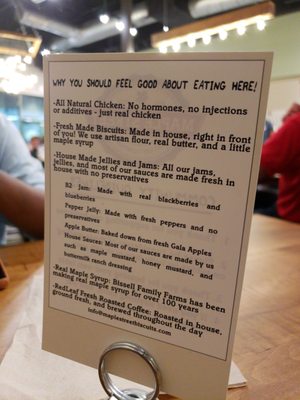 WHY YOU SHOULD FEEL GOOD ABOUT EATING HERE!
-All Natural Chicken: No hormones, no injections
or additives - just real chicken
-Fresh Made Biscuits: Made in house, right in front
of you! We use artisan flour, real butter, and a little
maple syrup
-House Made Jellies and Jams: All our jams,
jellies, and most of our sauces are made fresh in
house with no preservatives
B2 Jam: Made with real blackberries and
blueberries
Pepper Jelly: Made with fresh peppers and no
preservatives
Apple Butter: Baked down from fresh Gala Apples
House Sauces: Most of our sauces are made by us
such as maple mustard, honey mustard, and
buttermilk ranch dressing
-Real Maple Syrup: Bissell Family Farms has been
making real maple syrup for over 100 years
-RedLeaf Fresh Roasted Coffee: Roasted in house,
ground fresh, and brewed throughout the day
info@maplestreetbiscuits.com